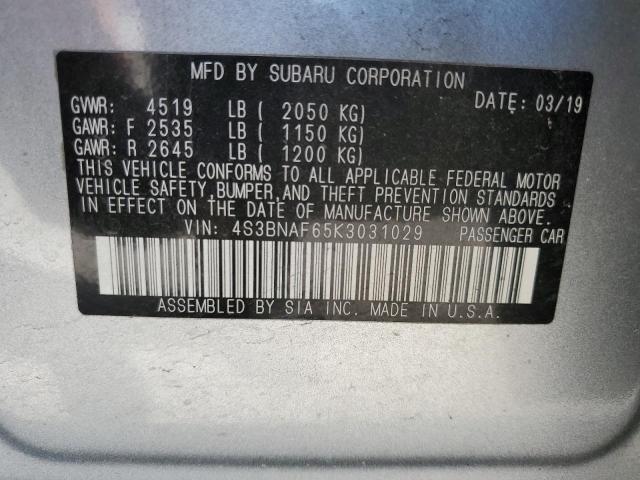 MFD BY SUBARU CORPORATION
DATE: 03/19
GVWR: 4519 LB ( 2050 KG)
GAWR: F 2535 LB ( 1150 KG)
GAWR: R 2645 LB ( 1200 KG)
THIS VEHICLE CONFORMS TO ALL APPLICABLE FEDERAL MOTOR
VEHICLE SAFETY, BUMPER, AND THEFT PREVENTION STANDARDS
IN EFFECT ON THE DATE OF MANUFACTURE SHOWN ABOVE.
VIN: 4S3BNAF65K3031029 PASSENGER CAR
ASSEMBLED BY SIA INC. MADE IN U.S.A.